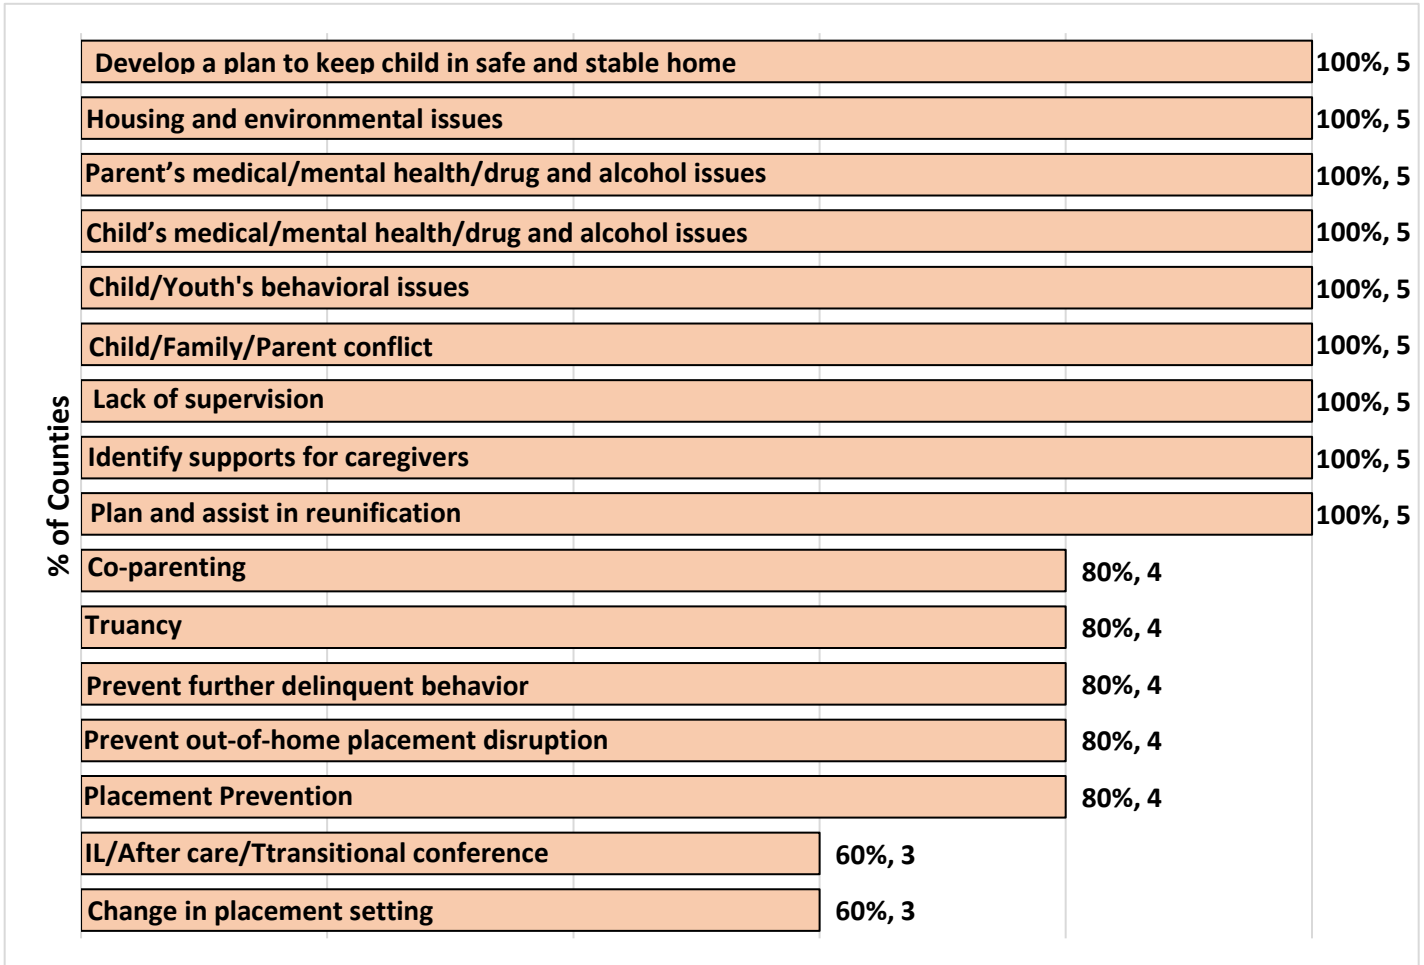 Develop a plan to keep child in safe and stable home 100%, 5
Housing and environmental issues 100%, 5
Parent’s medical/mental health/drug and alcohol issues 100%, 5
Child’s medical/mental health/drug and alcohol issues 100%, 5
Child/Youth's behavioral issues 100%, 5
Child/Family/Parent conflict 100%, 5
Lack of supervision 100%, 5
Identify supports for caregivers 100%, 5
Plan and assist in reunification 100%, 5
Co-parenting 80%, 4
Truancy 80%, 4
Prevent further delinquent behavior 80%, 4
Prevent out-of-home placement disruption 80%, 4
Placement Prevention 80%, 4
IL/After care/Ttransitional conference 60%, 3
Change in placement setting 60%, 3
% of Counties